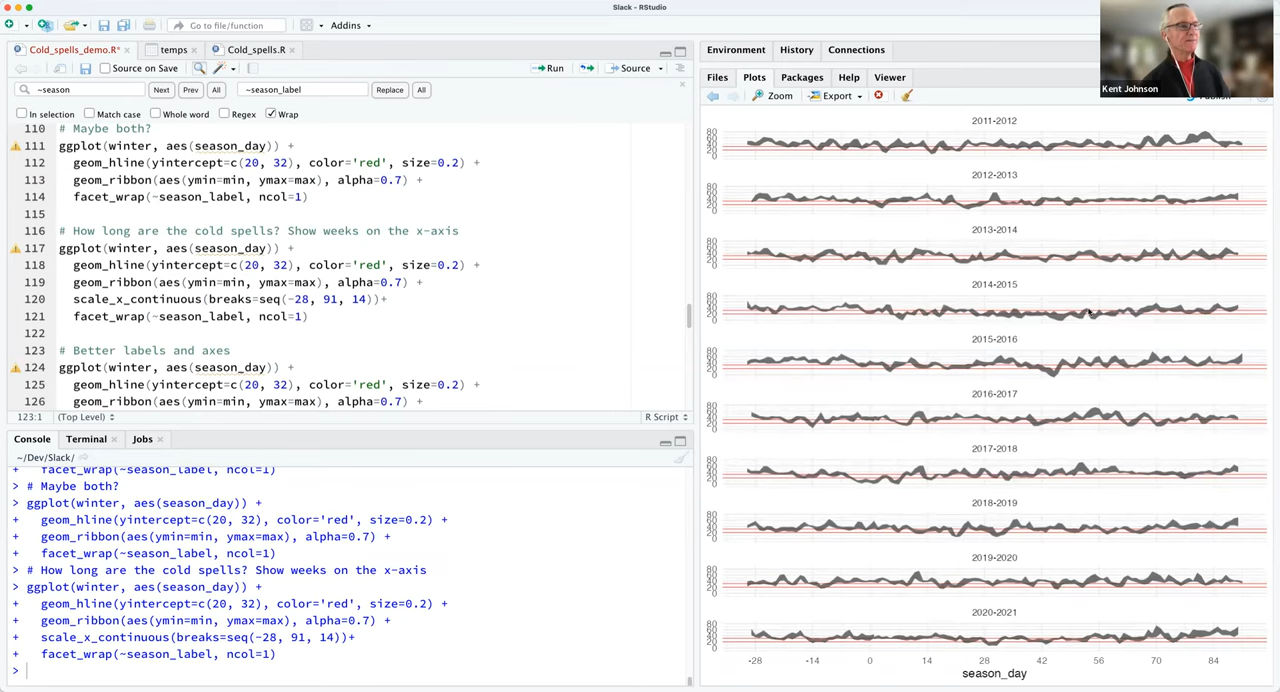 Slack - RStudio
Go to file/function
Addins
Cold_spells_demo.R*
temps
Cold_spells.R
Source on Save
Run
Source
~season
Next
Prev
All
~season_label
Replace
All
In selection
Match case
Whole word
Regex
Wrap
110 # Maybe both?
111 ggplot(winter, aes(season_day)) +
112 geom_hline(yintercept=c(20, 32), color='red', size=0.2) +
113 geom_ribbon(aes(ymin=min, ymax=max), alpha=0.7) +
114 facet_wrap(~season_label, ncol=1)
115
116 # How long are the cold spells? Show weeks on the x-axis
117 ggplot(winter, aes(season_day)) +
118 geom_hline(yintercept=c(20, 32), color='red', size=0.2) +
119 geom_ribbon(aes(ymin=min, ymax=max), alpha=0.7) +
120 scale_x_continuous(breaks=seq(-28, 91, 14))+
121 facet_wrap(~season_label, ncol=1)
122
123 # Better labels and axes
124 ggplot(winter, aes(season_day)) +
125 geom_hline(yintercept=c(20, 32), color='red', size=0.2) +
126 geom_ribbon(aes(ymin=min, ymax=max), alpha=0.7) +
123:1
(Top Level)
R Script
Console
Terminal
Jobs
~/Dev/Slack/
+ facet_wrap(~season_label, ncol=1)
> # Maybe both?
> ggplot(winter, aes(season_day)) +
+ geom_hline(yintercept=c(20, 32), color='red', size=0.2) +
+ geom_ribbon(aes(ymin=min, ymax=max), alpha=0.7) +
+ facet_wrap(~season_label, ncol=1)
> # How long are the cold spells? Show weeks on the x-axis
> ggplot(winter, aes(season_day)) +
+ geom_hline(yintercept=c(20, 32), color='red', size=0.2) +
+ geom_ribbon(aes(ymin=min, ymax=max), alpha=0.7) +
+ scale_x_continuous(breaks=seq(-28, 91, 14))+
+ facet_wrap(~season_label, ncol=1)
>
Environment
History
Connections
Files
Plots
Packages
Help
Viewer
Zoom
Export
Kent Johnson
2011-2012
2012-2013
2013-2014
2014-2015
2015-2016
2016-2017
2017-2018
2018-2019
2019-2020
2020-2021
-28 -14 0 14 28 42 56 70 84
season_day